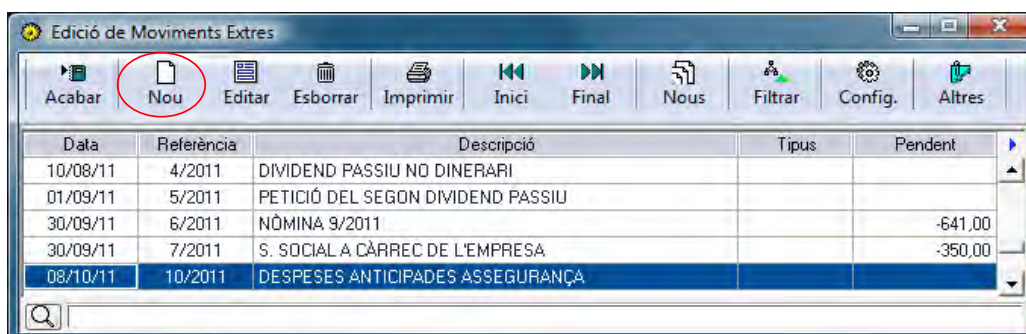 Edició de Moviments Extres
Acabar Nou Editar Esborrar Imprimir Inici Final Nous Filtrar Config. Altres
Data Referència Descripció Tipus Pendent
10/08/11 4/2011 DIVIDEND PASSIU NO DINERARI
01/09/11 5/2011 PETICIÓ DEL SEGON DIVIDEND PASSIU
30/09/11 6/2011 NÒMINA 9/2011 -641,00
30/09/11 7/2011 S. SOCIAL A CÀRREC DE L'EMPRESA -350,00
08/10/11 10/2011 DESPESES ANTICIPADES ASSEGURANÇA